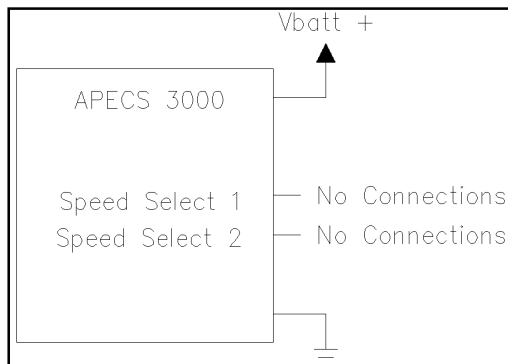 Vbatt +
APECS 3000
Speed Select 1 No Connections
Speed Select 2 No Connections